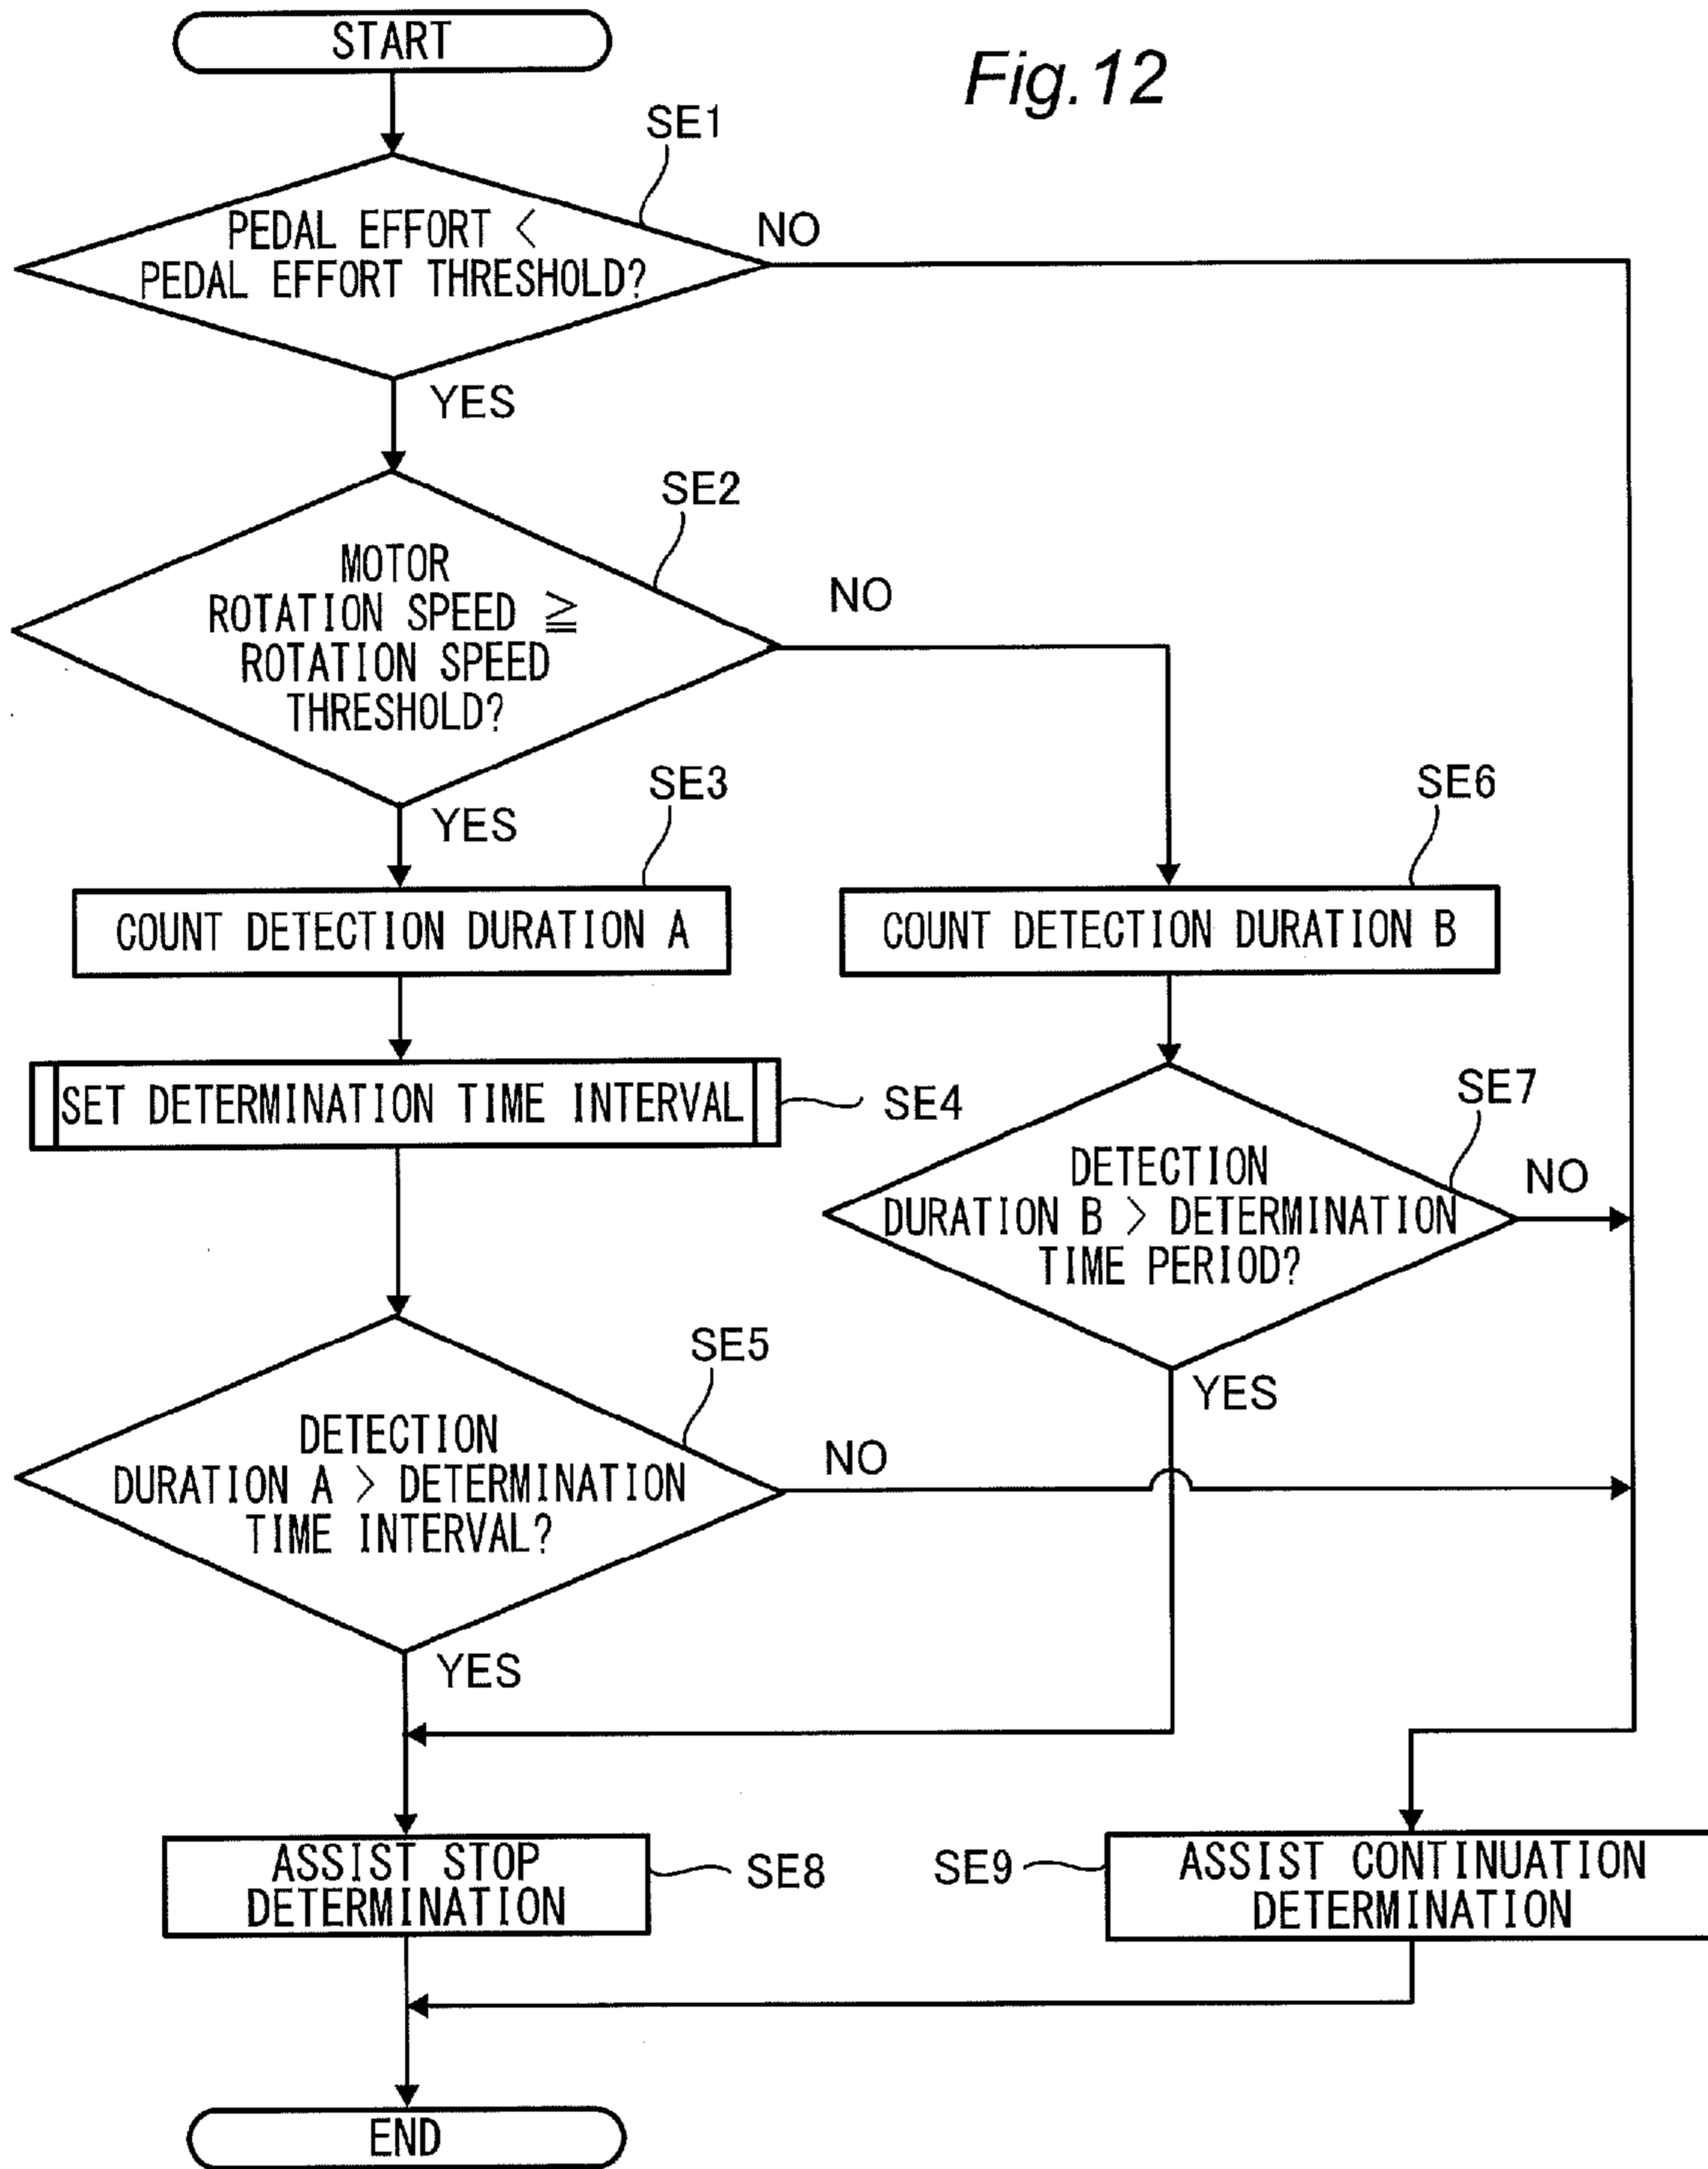 START
Fig.12
SE1
PEDAL EFFORT <
PEDAL EFFORT THRESHOLD?
NO
YES
SE2
MOTOR
ROTATION SPEED ≧
ROTATION SPEED
THRESHOLD?
NO
YES
SE3
COUNT DETECTION DURATION A
SE6
COUNT DETECTION DURATION B
SET DETERMINATION TIME INTERVAL
SE4
SE7
DETECTION
DURATION B > DETERMINATION
TIME PERIOD?
NO
YES
SE5
DETECTION
DURATION A > DETERMINATION
TIME INTERVAL?
NO
YES
ASSIST STOP
DETERMINATION
SE8
SE9
ASSIST CONTINUATION
DETERMINATION
END